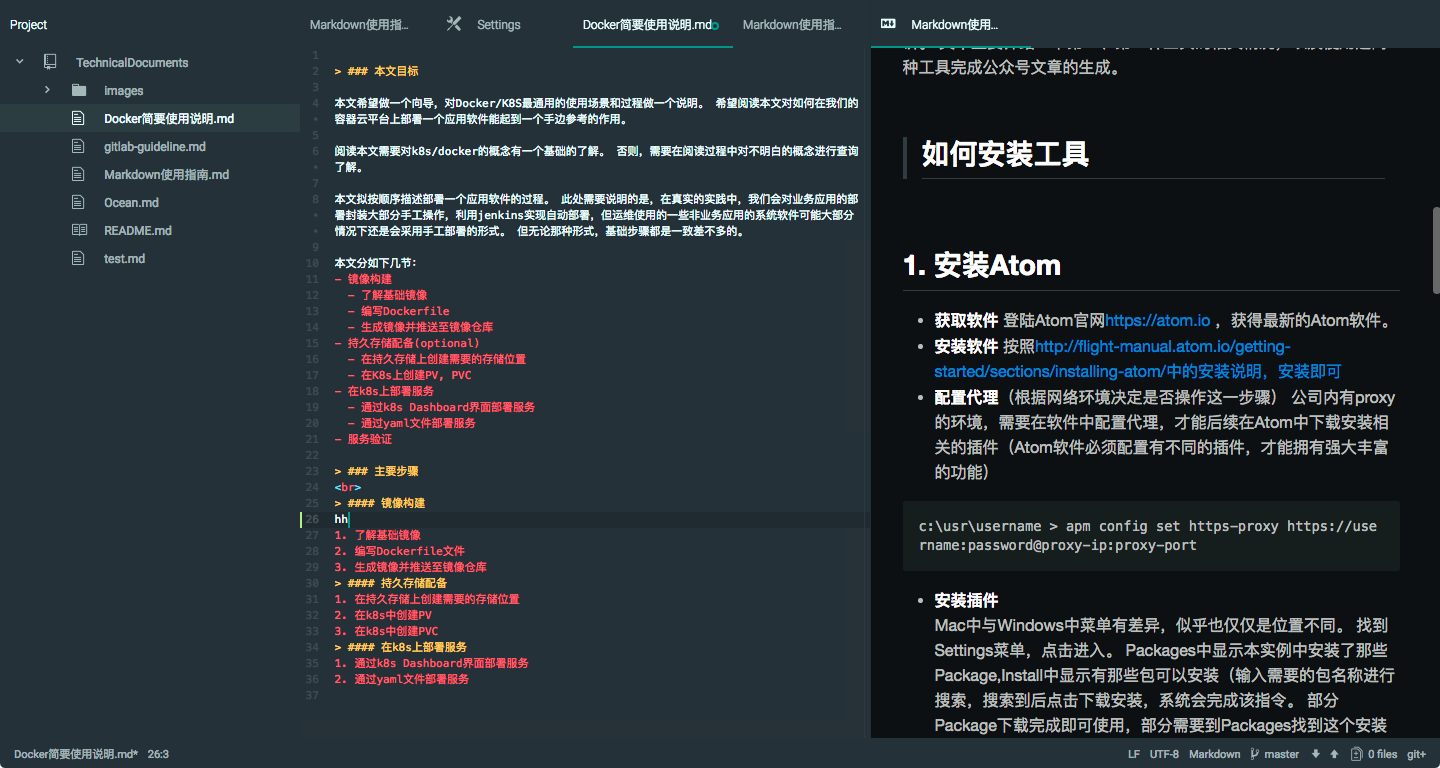 Project
TechnicalDocuments
images
Docker简要使用说明.md
gitlab-guideline.md
Markdown使用指南.md
Ocean.md
README.md
test.md
Markdown使用指...
Settings
Docker简要使用说明.md
Markdown使用指...
Markdown使用...
1
2 > ### 本文目标
3
4 本文希望做一个向导，对Docker/K8S最通用的使用场景和过程做一个说明。 希望阅读本文对如何在我们的
• 容器云平台上部署一个应用软件能起到一个手边参考的作用。
5
6 阅读本文需要对k8s/docker的概念有一个基础的了解。 否则，需要在阅读过程中对不明白的概念进行查询
• 了解。
7
8 本文拟按顺序描述部署一个应用软件的过程。 此处需要说明的是，在真实的实践中，我们会对业务应用的部
• 署封装大部分手工操作，利用jenkins实现自动部署，但运维使用的一些非业务应用的系统软件可能大部分
• 情况下还是会采用手工部署的形式。 但无论那种形式，基础步骤都是一致差不多的。
9
10 本文分如下几节：
11 - 镜像构建
12 - 了解基础镜像
13 - 编写Dockerfile
14 - 生成镜像并推送至镜像仓库
15 - 持久存储配备(optional)
16 - 在持久存储上创建需要的存储位置
17 - 在K8s上创建PV, PVC
18 - 在k8s上部署服务
19 - 通过k8s Dashboard界面部署服务
20 - 通过yaml文件部署服务
21 - 服务验证
22
23 > ### 主要步骤
24 <br>
25 > #### 镜像构建
26 hh
27 1. 了解基础镜像
28 2. 编写Dockerfile文件
29 3. 生成镜像并推送至镜像仓库
30 > #### 持久存储配备
31 1. 在持久存储上创建需要的存储位置
32 2. 在k8s中创建PV
33 3. 在k8s中创建PVC
34 > #### 在k8s上部署服务
35 1. 通过k8s Dashboard界面部署服务
36 2. 通过yaml文件部署服务
37
种工具完成公众号文章的生成。
如何安装工具
1. 安装Atom
• 获取软件 登陆Atom官网https://atom.io ，获得最新的Atom软件。
• 安装软件 按照http://flight-manual.atom.io/getting-
started/sections/installing-atom/中的安装说明，安装即可
• 配置代理（根据网络环境决定是否操作这一步骤） 公司内有proxy
的环境，需要在软件中配置代理，才能后续在Atom中下载安装相
关的插件（Atom软件必须配置有不同的插件，才能拥有强大丰富
的功能）
c:\usr\username > apm config set https-proxy https://use
rname:password@proxy-ip:proxy-port
• 安装插件
Mac中与Windows中菜单有差异，似乎也仅仅是位置不同。 找到
Settings菜单，点击进入。 Packages中显示本实例中安装了那些
Package,Install中显示有那些包可以安装（输入需要的包名称进行
搜索，搜索到后点击下载安装，系统会完成该指令。 部分
Package下载完成即可使用，部分需要到Packages找到这个安装
Docker简要使用说明.md* 26:3
LF UTF-8 Markdown master 0 files git+